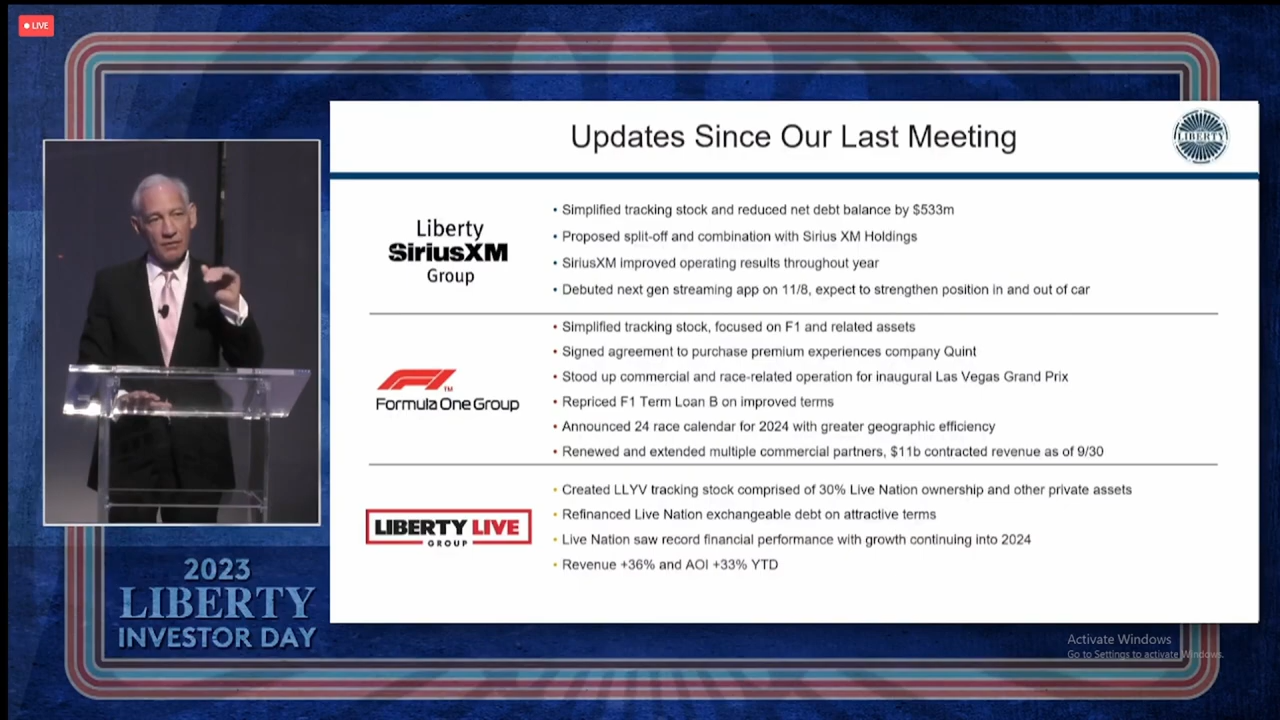 LIVE
Updates Since Our Last Meeting
LIBERTY
Liberty
SiriusXM
Group
• Simplified tracking stock and reduced net debt balance by $533m
• Proposed split-off and combination with Sirius XM Holdings
• SiriusXM improved operating results throughout year
• Debuted next gen streaming app on 11/8, expect to strengthen position in and out of car
F1 TM
Formula One Group
• Simplified tracking stock, focused on F1 and related assets
• Signed agreement to purchase premium experiences company Quint
• Stood up commercial and race-related operation for inaugural Las Vegas Grand Prix
• Repriced F1 Term Loan B on improved terms
• Announced 24 race calendar for 2024 with greater geographic efficiency
• Renewed and extended multiple commercial partners, $11b contracted revenue as of 9/30
LIBERTY LIVE
GROUP
• Created LLYV tracking stock comprised of 30% Live Nation ownership and other private assets
• Refinanced Live Nation exchangeable debt on attractive terms
• Live Nation saw record financial performance with growth continuing into 2024
• Revenue +36% and AOI +33% YTD
2023
LIBERTY
INVESTOR DAY
Activate Windows
Go to Settings to activate Windows.